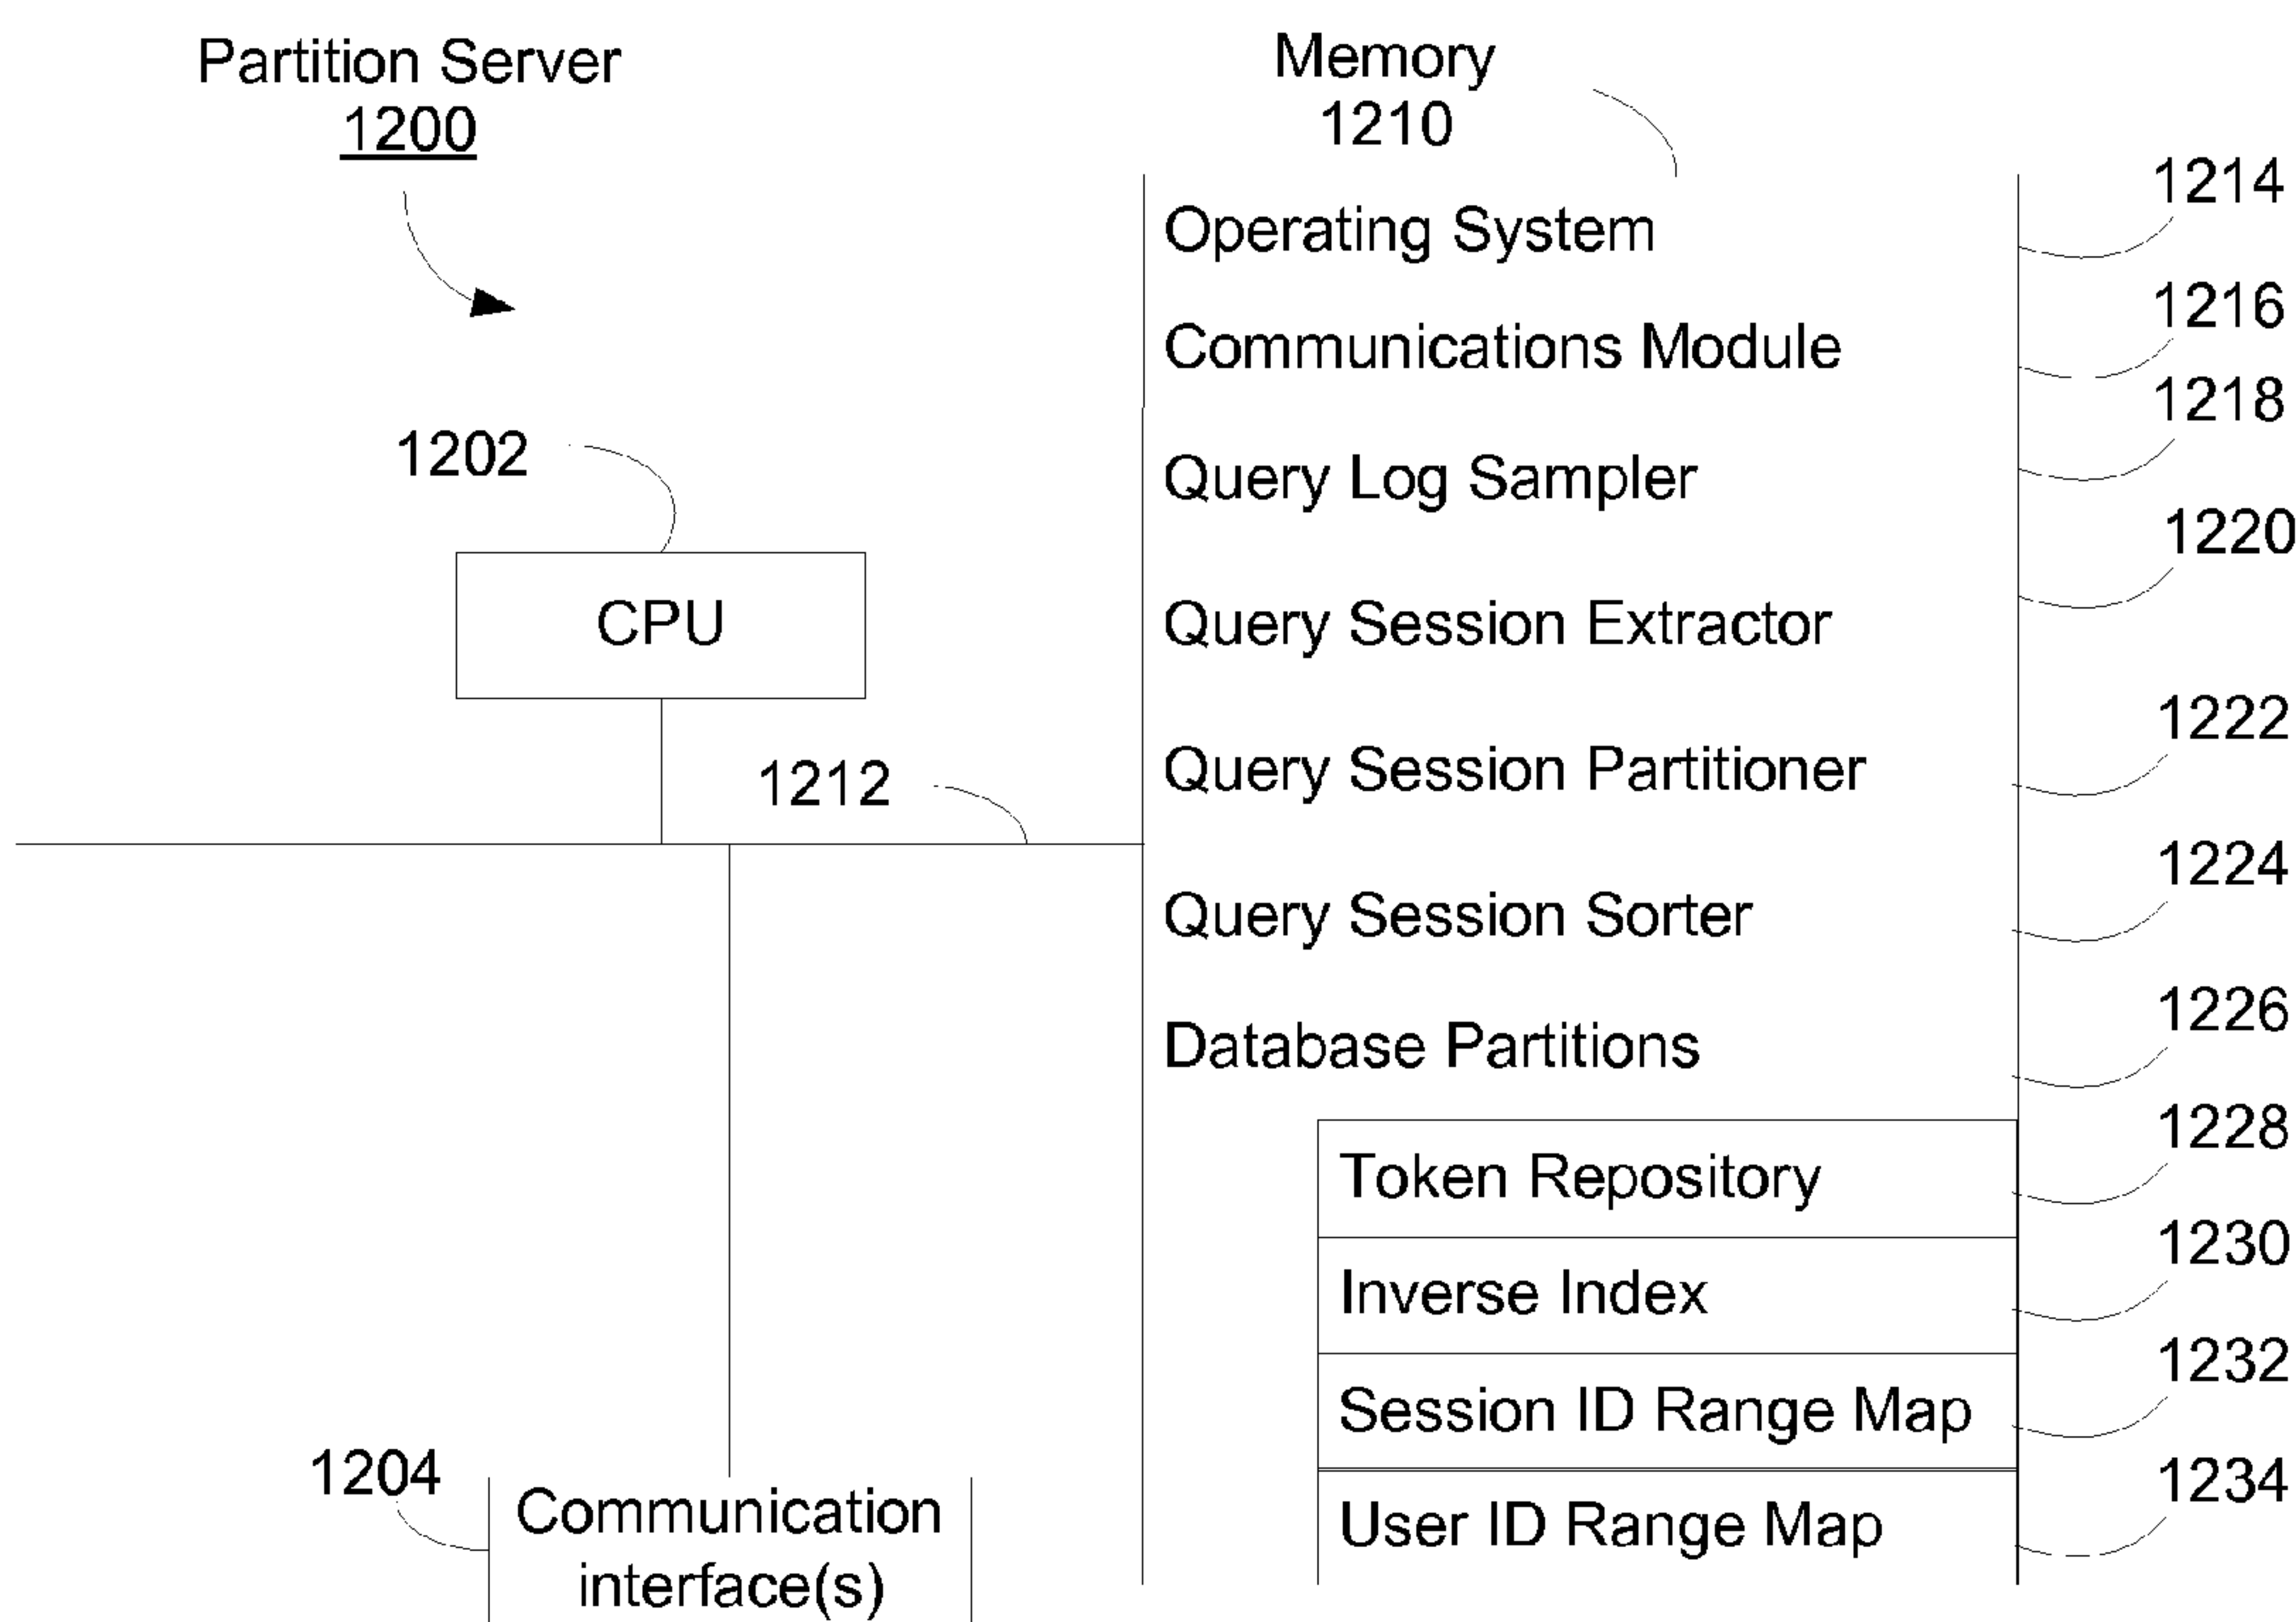 Partition Server
1200
Memory
1210
Operating System
1214
Communications Module
1216
Query Log Sampler
1218
1202
CPU
Query Session Extractor
1220
Query Session Partitioner
1222
1212
Query Session Sorter
1224
Database Partitions
1226
Token Repository
1228
Inverse Index
1230
Session ID Range Map
1232
User ID Range Map
1234
1204
Communication
interface(s)